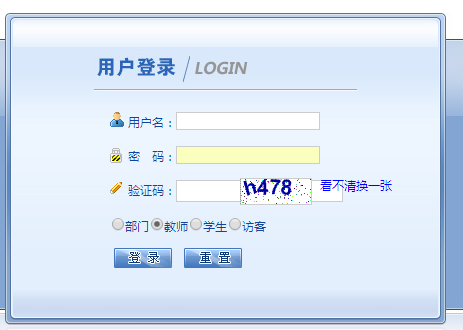 用户登录 LOGIN
用户名：
密 码：
验证码： h478 看不清换一张
部门 教师 学生 访客
登 录 重 置